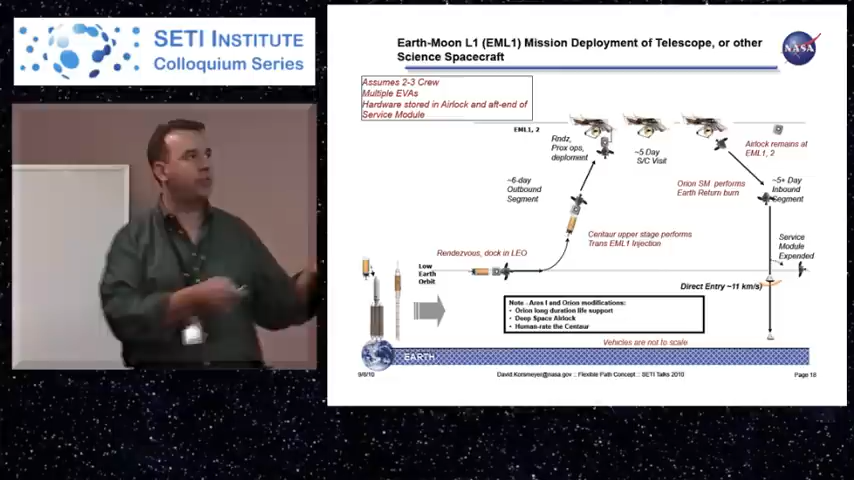 SETI INSTITUTE
Colloquium Series
Earth-Moon L1 (EML1) Mission Deployment of Telescope, or other
Science Spacecraft
NASA
Assumes 2-3 Crew
Multiple EVAs
Hardware stored in Airlock and aft-end of
Service Module
EML1, 2
Rndz,
Prox ops,
deploment
~5 Day
S/C Visit
Airlock remains at
EML1, 2
~6-day
Outbound
Segment
Orion SM performs
Earth Return burn
~5+ Day
Inbound
Segment
Centaur upper stage performs
Trans EML1 Injection
Service
Module
Expended
Rendezvous, dock in LEO
Low
Earth
Orbit
Direct Entry ~11 km/s)
Note - Ares I and Orion modifications:
• Orion long duration life support
• Deep Space Airlock
• Human-rate the Centaur
Vehicles are not to scale
EARTH
9/8/10
David.Korsmeyer@nasa.gov :: Flexible Path Concept :: SETI Talks 2010
Page 18